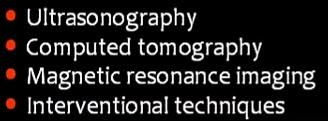 • Ultrasonography
• Computed tomography
• Magnetic resonance imaging
• Interventional techniques